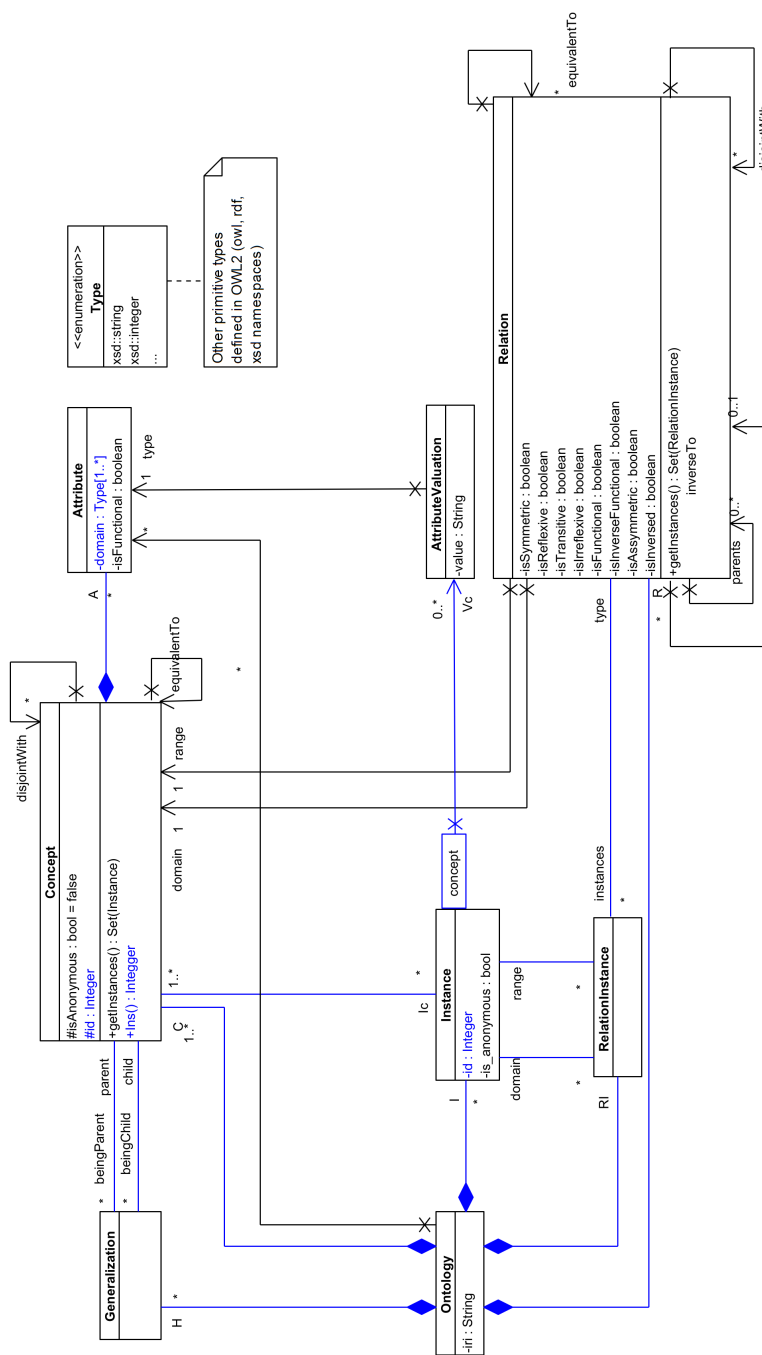 <<enumeration>>
Type
xsd::string
xsd::integer
...
Other primitive types
defined in OWL2 (owl, rdf,
xsd namespaces)
Attribute
-domain : Type[1..*]
-isFunctional : boolean
A
*
1
type
*
*
AttributeValuation
-value : String
0..*
Vc
Concept
#isAnonymous : bool = false
#id : Integer
+getInstances() : Set(Instance)
+Ins() : Integger
disjointWith
*
equivalentTo
range
1
domain
1
Relation
-isSymmetric : boolean
-isReflexive : boolean
-isTransitive : boolean
-isIrreflexive : boolean
-isFunctional : boolean
-isInverseFunctional : boolean
-isAssymetric : boolean
-isInversed : boolean
+getInstances() : Set(RelationInstance)
inverseTo
equivalentTo
*
*
0..1
0..*
parents
R
*
type
instances
*
concept
Instance
-id : Integer
-is_anonymous : bool
Ic
*
1..*
C
1..*
range
*
domain
*
RelationInstance
RI
I
*
parent
child
beingParent
beingChild
*
*
Generalization
H
*
Ontology
-iri : String